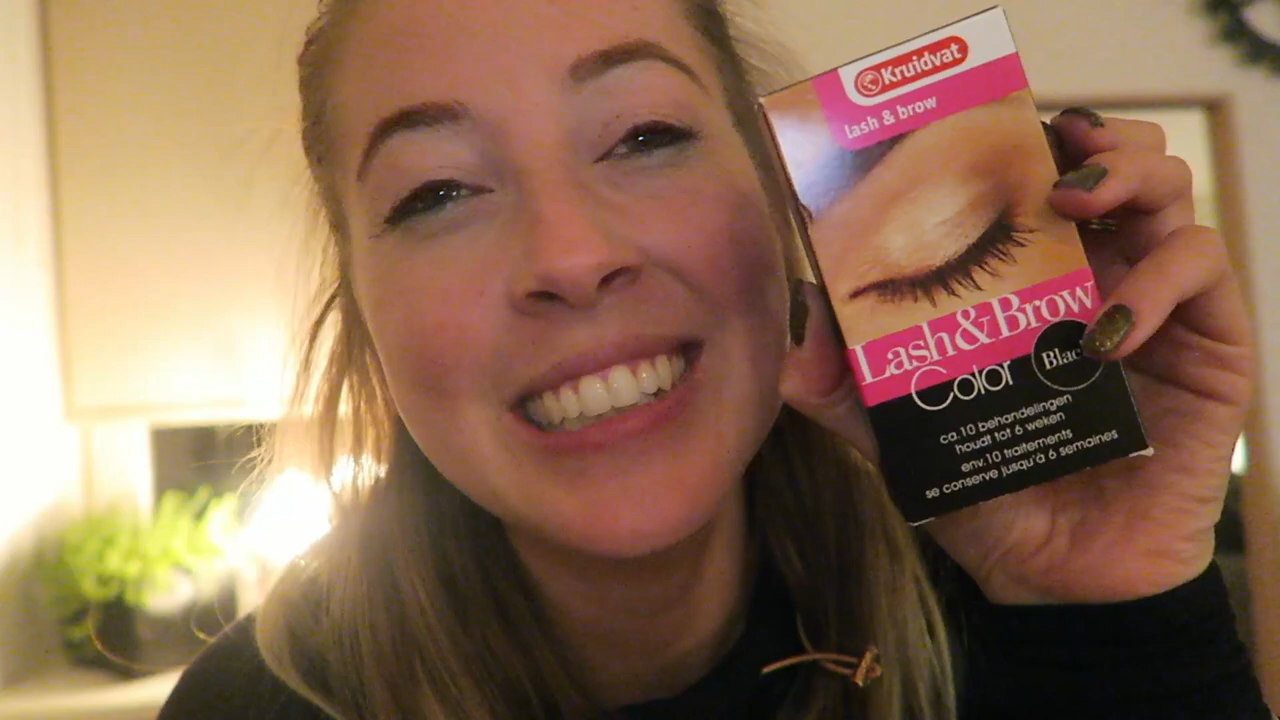 Kruidvat
lash & brow
Lash&Brow
Color
Blac
ca.10 behandelingen
houdt tot 6 weken
env.10 traitements
se conserve jusqu'à 6 semaines